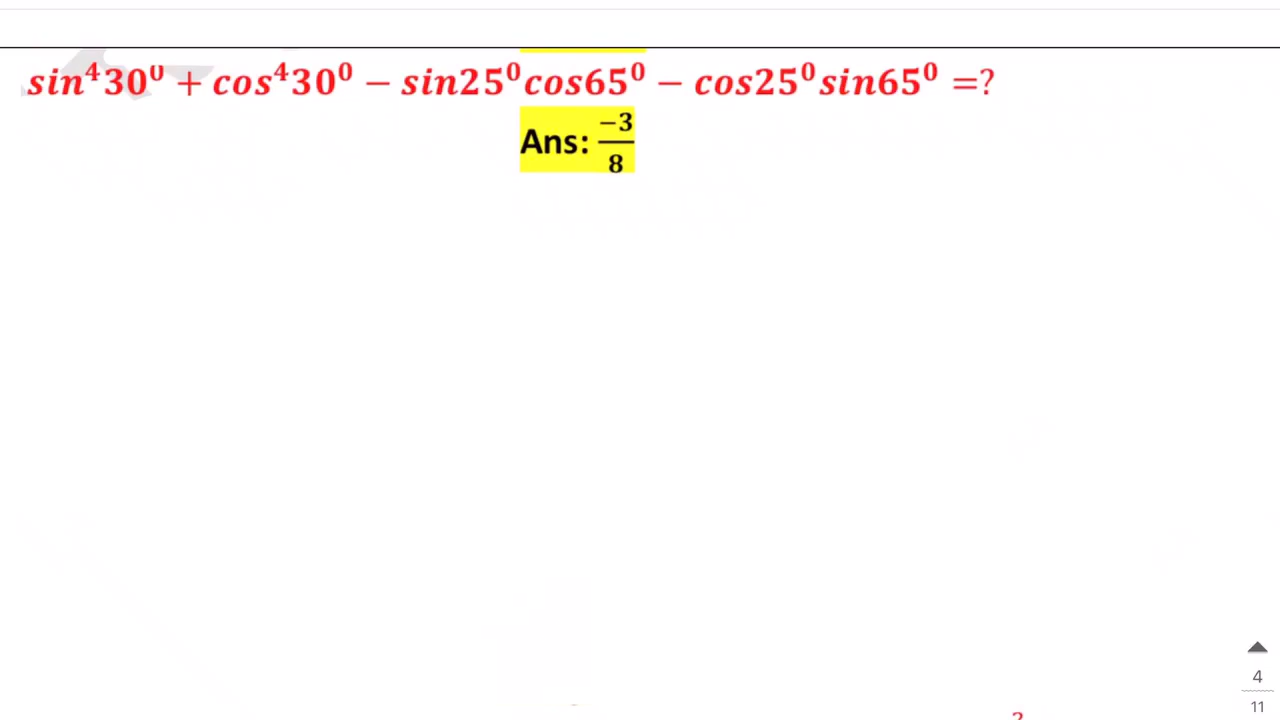 sin⁴30⁰ + cos⁴30⁰ − sin25⁰cos65⁰ − cos25⁰sin65⁰ =?
Ans: −3/8
4
11